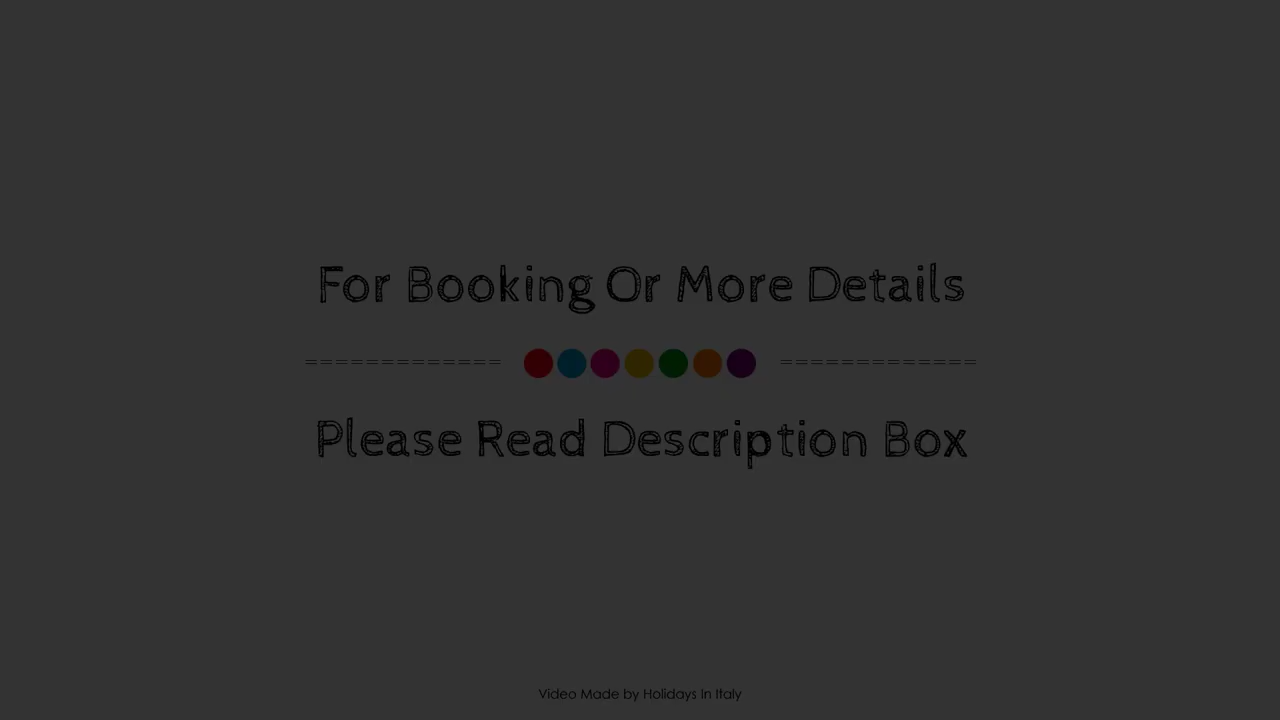 For Booking Or More Details
============= =============
Please Read Description Box
Video Made by Holidays In Italy